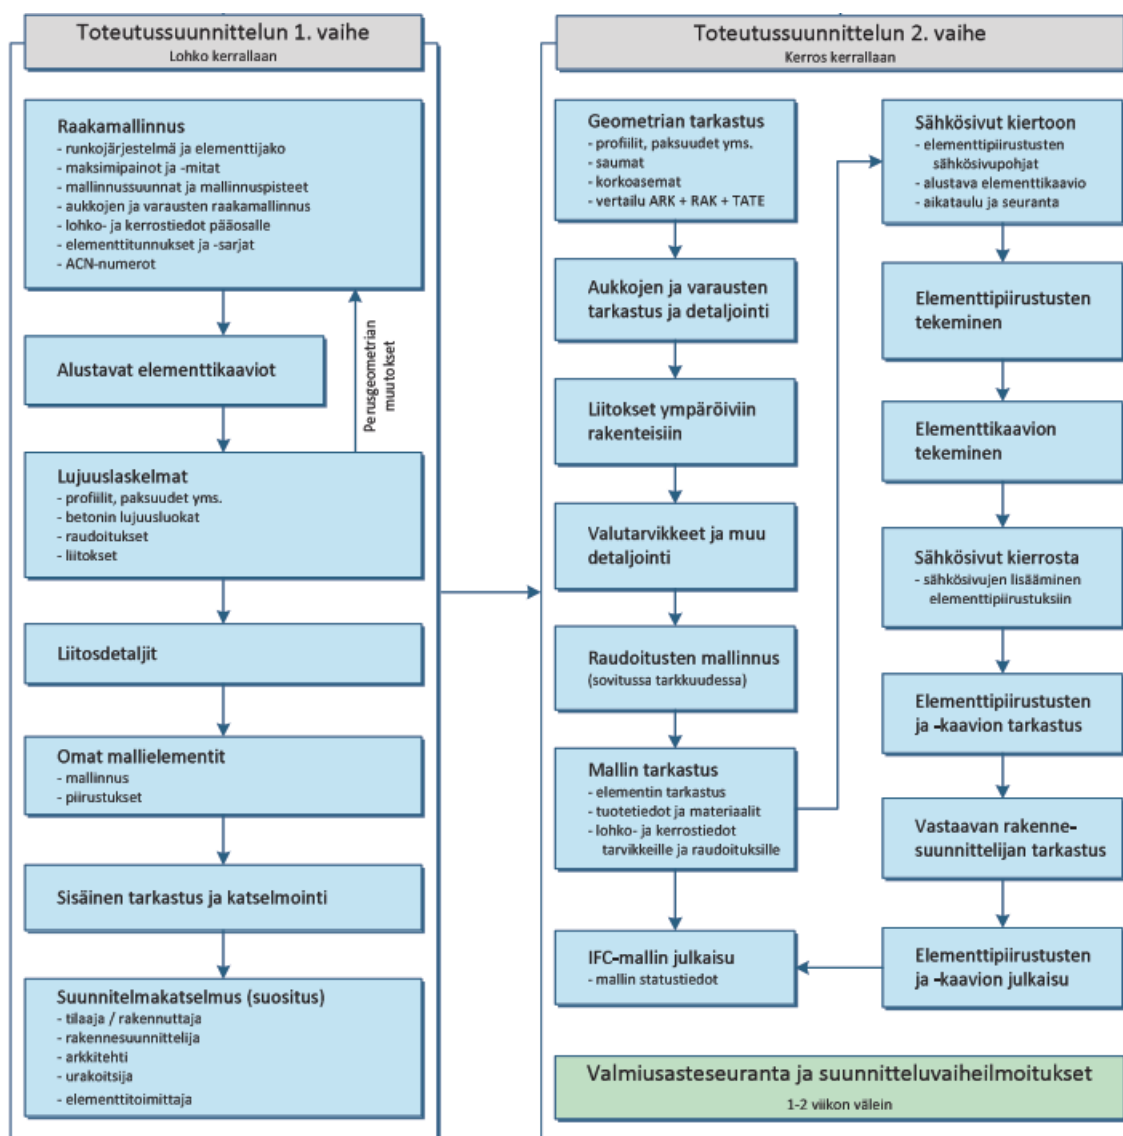 Toteutussuunnittelun 1. vaihe
Lohko kerrallaan
Raakamallinnus
- runkojärjestelmä ja elementtijako
- maksimipainot ja -mitat
- mallinnussuunnat ja mallinnuspisteet
- aukkojen ja varausten raakamallinnus
- lohko- ja kerrostiedot pääosalle
- elementtitunnukset ja -sarjat
- ACN-numerot
Alustavat elementtikaaviot
Perusgeometrian
muutokset
Lujuuslaskelmat
- profiilit, paksuudet yms.
- betonin lujuusluokat
- raudoitukset
- liitokset
Liitosdetaljit
Omat mallielementit
- mallinnus
- piirustukset
Sisäinen tarkastus ja katselmointi
Suunnitelmakatselmus (suositus)
- tilaaja / rakennuttaja
- rakennesuunnittelija
- arkkitehti
- urakoitsija
- elementtitoimittaja
Toteutussuunnittelun 2. vaihe
Kerros kerrallaan
Geometrian tarkastus
- profiilit, paksuudet yms.
- saumat
- korkoasemat
- vertailu ARK + RAK + TATE
Aukkojen ja varausten
tarkastus ja detaljointi
Liitokset ympäröiviin
rakenteisiin
Valutarvikkeet ja muu
detaljointi
Raudoitusten mallinnus
(sovitussa tarkkuudessa)
Mallin tarkastus
- elementin tarkastus
- tuotetiedot ja materiaalit
- lohko- ja kerrostiedot
tarvikkeille ja raudoituksille
IFC-mallin julkaisu
- mallin statustiedot
Sähkösivut kiertoon
- elementtipiirustusten
sähkösivupohjat
- alustava elementtikaavio
- aikataulu ja seuranta
Elementtipiirustusten
tekeminen
Elementtikaavion
tekeminen
Sähkösivut kierrosta
- sähkösivujen lisääminen
elementtipiirustuksiin
Elementtipiirustusten
ja -kaavion tarkastus
Vastaavan rakenne-
suunnittelijan tarkastus
Elementtipiirustusten
ja -kaavion julkaisu
Valmiusasteseuranta ja suunnitteluvaiheilmoitukset
1-2 viikon välein